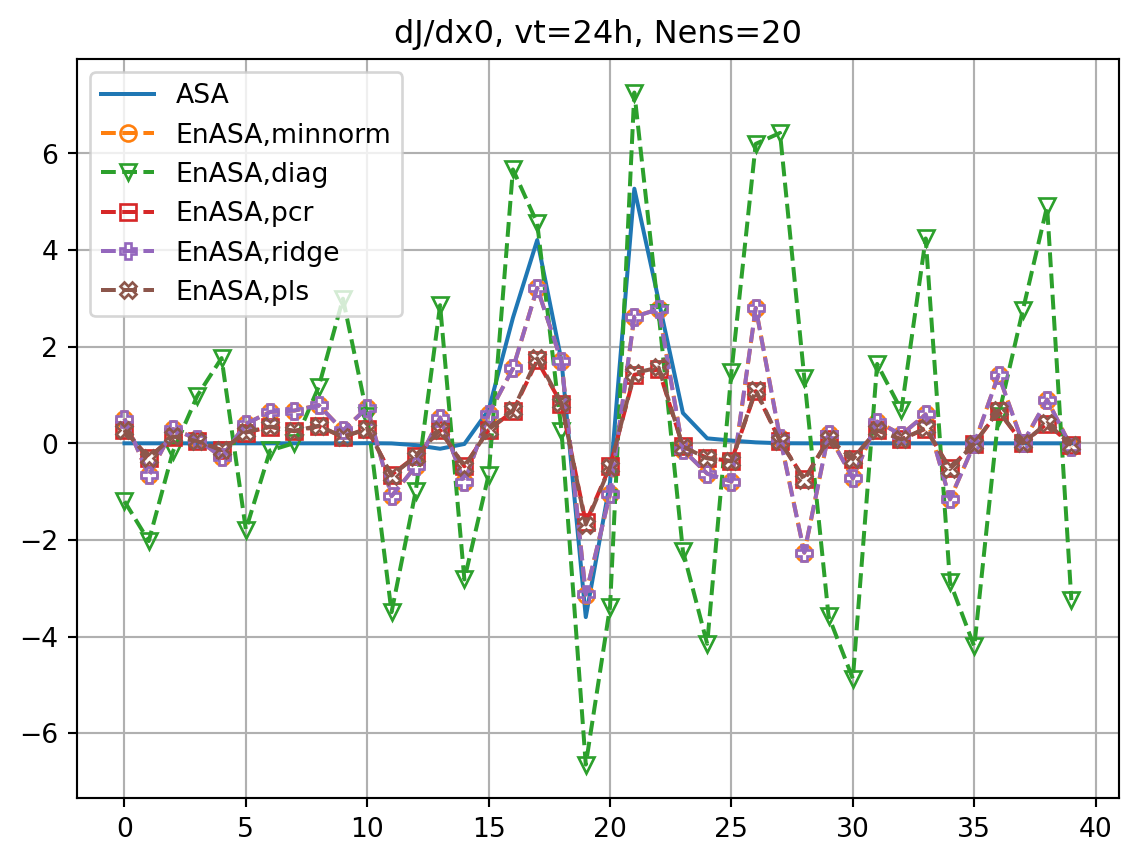 dJ/dx0, vt=24h, Nens=20
ASA
EnASA,minnorm
EnASA,diag
EnASA,pcr
EnASA,ridge
EnASA,pls
6
4
2
0
−2
−4
−6
0 5 10 15 20 25 30 35 40